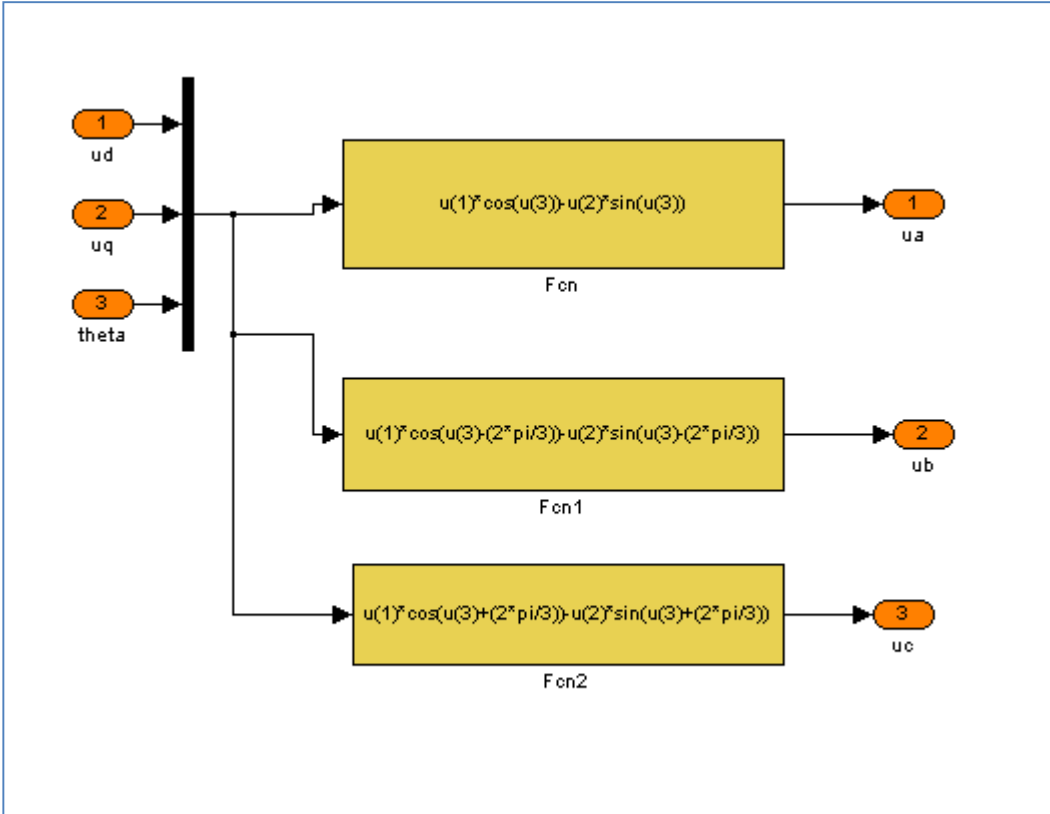 1
ud
2
uq
3
theta
u(1)*cos(u(3))-u(2)*sin(u(3))
Fcn
1
ua
u(1)*cos(u(3)-(2*pi/3))-u(2)*sin(u(3)-(2*pi/3))
Fcn1
2
ub
u(1)*cos(u(3)+(2*pi/3))-u(2)*sin(u(3)+(2*pi/3))
Fcn2
3
uc